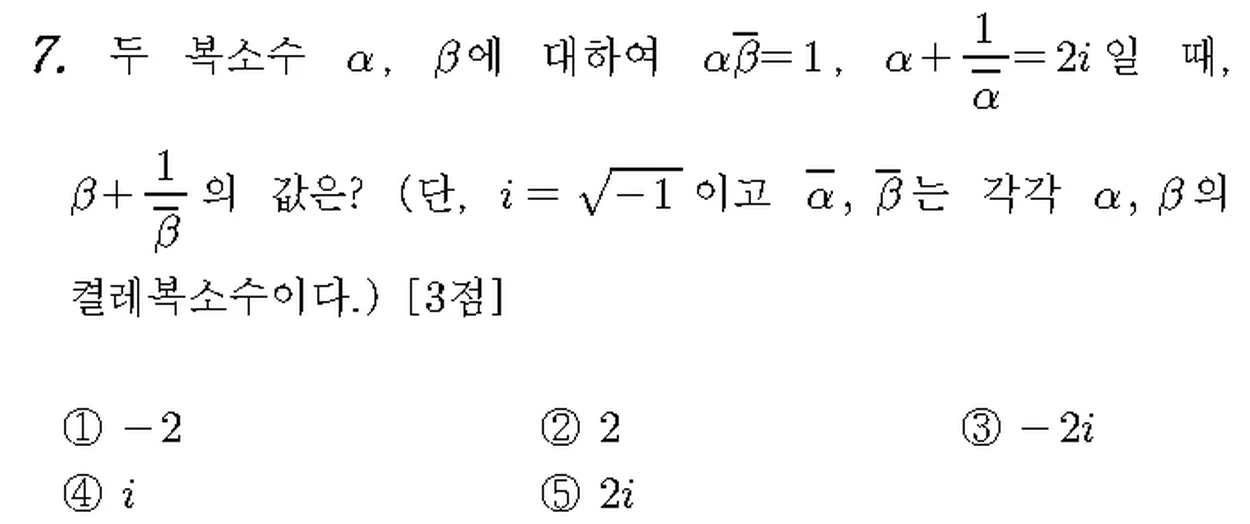 7. 두 복소수 α, β에 대하여 αβ̅=1, α+1/α̅=2i 일 때,
β+1/β̅ 의 값은? (단, i=√-1 이고 α̅, β̅는 각각 α, β의
켤레복소수이다.) [3점]
① -2 ② 2 ③ -2i
④ i ⑤ 2i